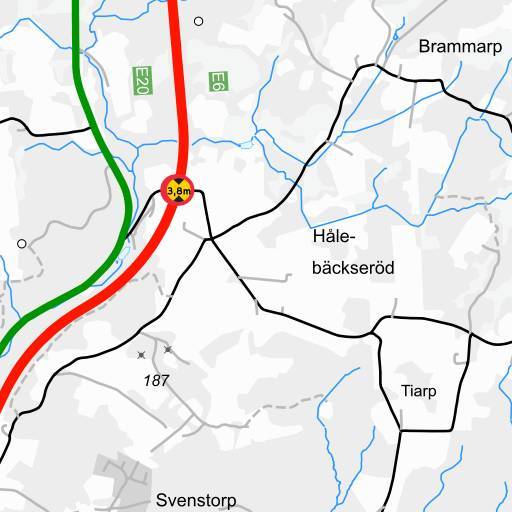 Brammarp
E20
E6
3,8m
Håle-
bäckseröd
187
Tiarp
Svenstorp